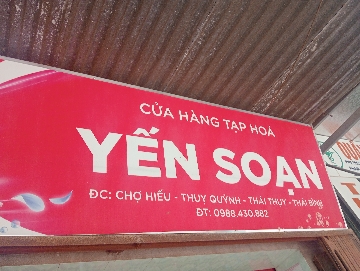 CỬA HÀNG TẠP HOÁ
YẾN SOẠN
ĐC: CHỢ HIẾU - THUỴ QUỲNH - THÁI THUỴ - THÁI BÌNH
ĐT: 0988.430.882